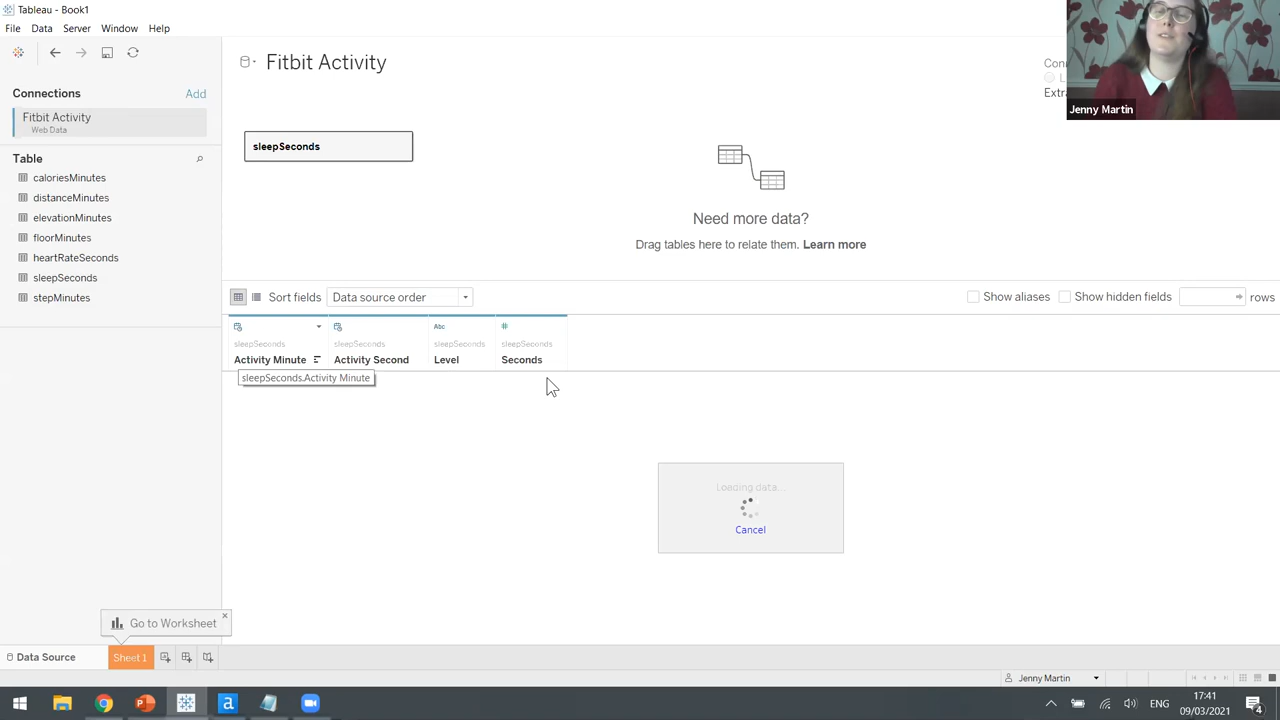 Tableau - Book1
File Data Server Window Help
Fitbit Activity
Connections Add
Fitbit Activity
Web Data
Table
caloriesMinutes
distanceMinutes
elevationMinutes
floorMinutes
heartRateSeconds
sleepSeconds
stepMinutes
sleepSeconds
Need more data?
Drag tables here to relate them. Learn more
Jenny Martin
Sort fields Data source order
Show aliases Show hidden fields rows
Abc #
sleepSeconds sleepSeconds sleepSeconds sleepSeconds
Activity Minute Activity Second Level Seconds
sleepSeconds.Activity Minute
Loading data...
Cancel
Go to Worksheet
Data Source Sheet 1
Jenny Martin
ENG
17:41
09/03/2021
4